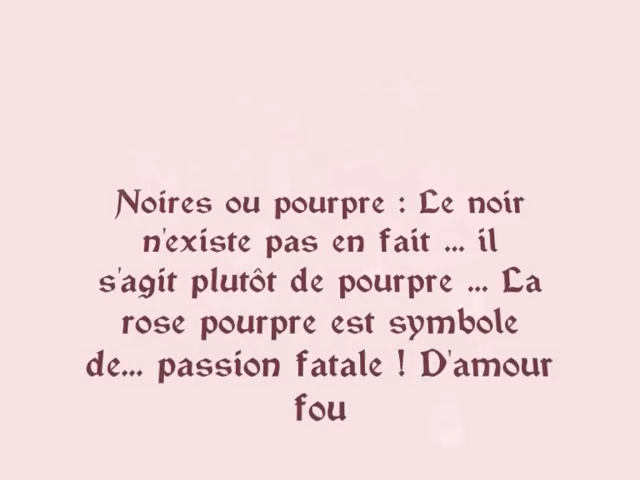 Noires ou pourpre : Le noir
n'existe pas en fait ... il
s'agit plutôt de pourpre ... La
rose pourpre est symbole
de... passion fatale ! D'amour
fou